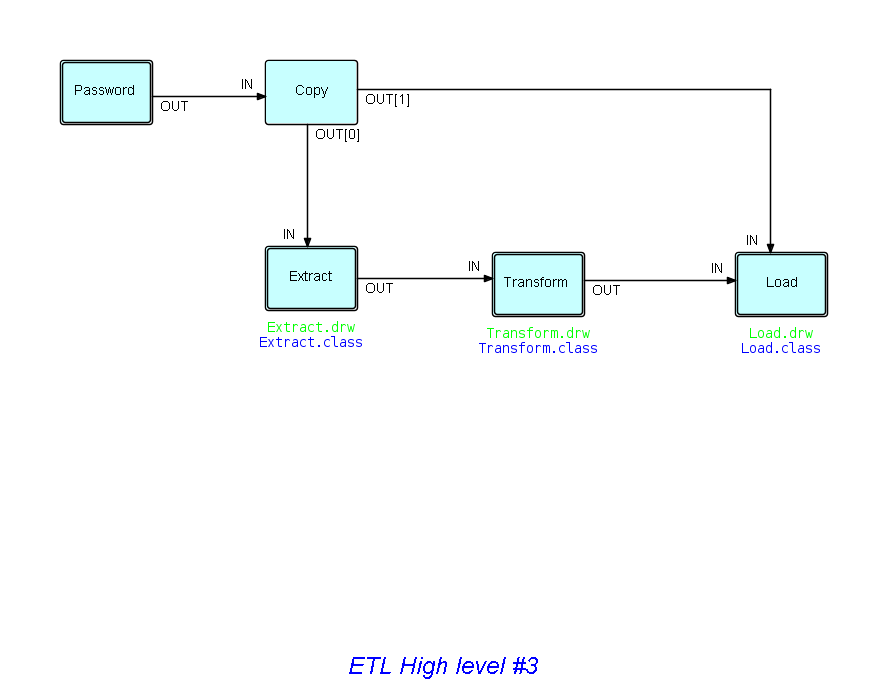 Password
OUT
IN
Copy
OUT[1]
OUT[0]
IN
Extract
OUT
Extract.drw
Extract.class
IN
Transform
OUT
Transform.drw
Transform.class
IN
IN
Load
Load.drw
Load.class
ETL High level #3